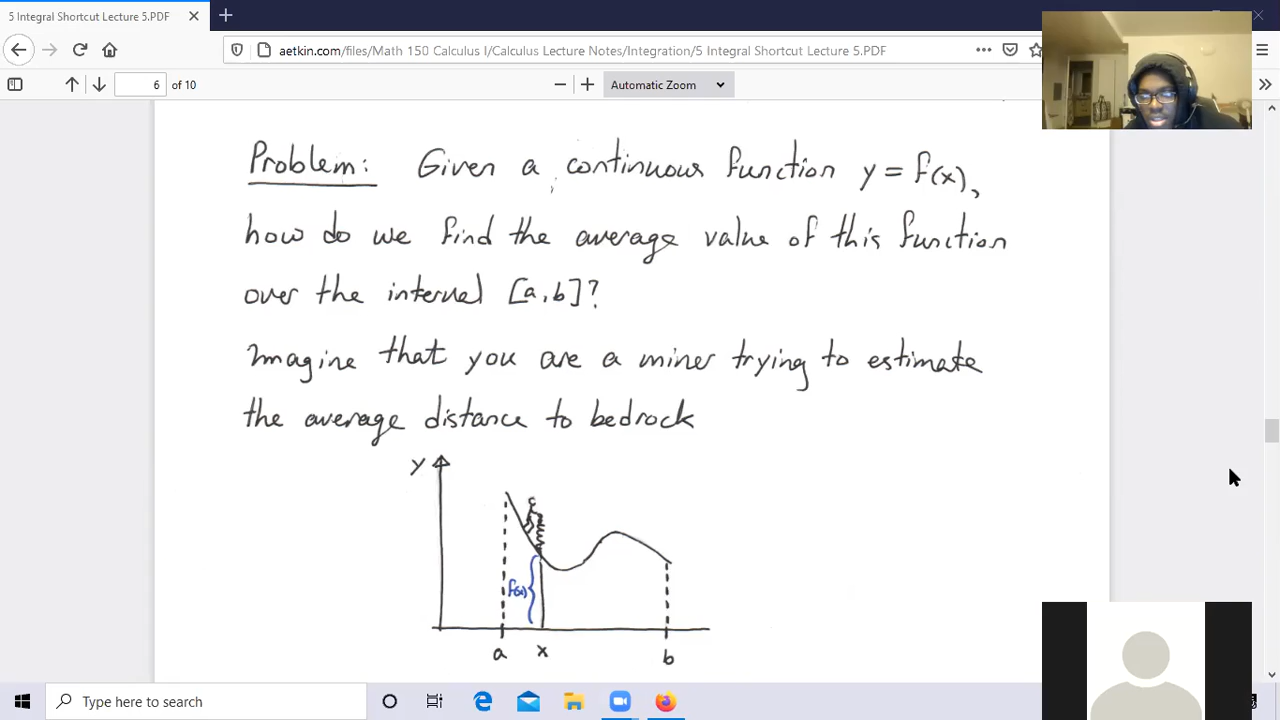 5 Integral Shortcut Lecture 5.PDF
aetkin.com/files/Math 150 Calculus I/Calculus Lecture Notes/Integration/5 Integral Shortcut Lecture 5.PDF
6 of 10
Automatic Zoom
Problem: Given a continuous function y = f(x),
how do we find the average value of this function
over the interval [a,b]?
Imagine that you are a miner trying to estimate
the average distance to bedrock
y
f(x)
a x b
Type here to search